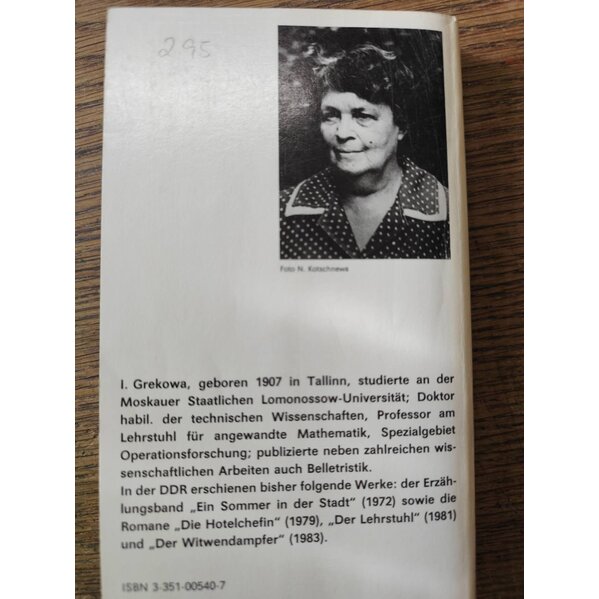 295
Foto N. Kotschnewa
I. Grekowa, geboren 1907 in Tallinn, studierte an der
Moskauer Staatlichen Lomonossow-Universität; Doktor
habil. der technischen Wissenschaften, Professor am
Lehrstuhl für angewandte Mathematik, Spezialgebiet
Operationsforschung; publizierte neben zahlreichen wis-
senschaftlichen Arbeiten auch Belletristik.
In der DDR erschienen bisher folgende Werke: der Erzäh-
lungsband „Ein Sommer in der Stadt“ (1972) sowie die
Romane „Die Hotelchefin“ (1979), „Der Lehrstuhl“ (1981)
und „Der Witwendampfer“ (1983).
ISBN 3-351-00540-7